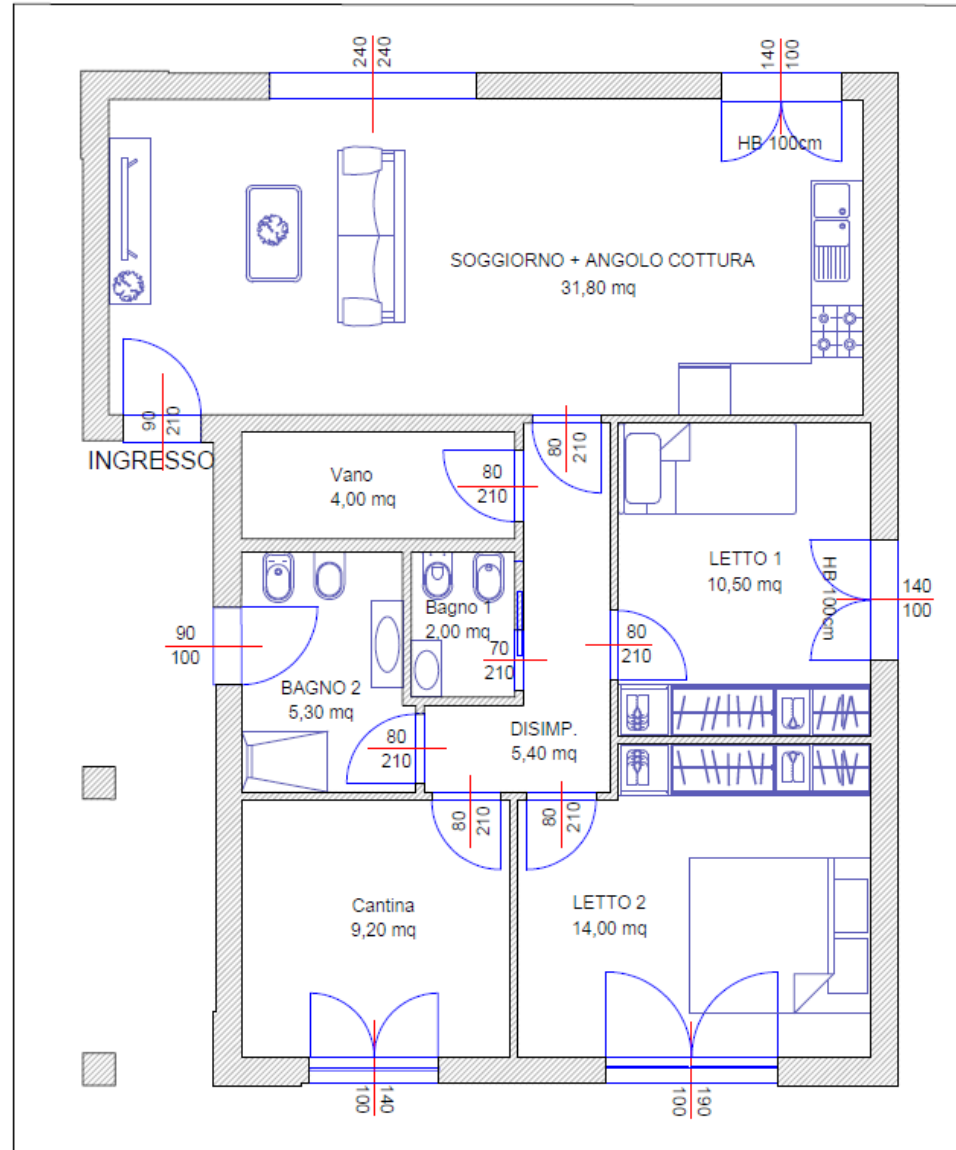 240
240
140
100
HB 100cm
SOGGIORNO + ANGOLO COTTURA
31,80 mq
90
210
INGRESSO
80
210
Vano
4,00 mq
80
210
LETTO 1
10,50 mq
HB 100cm
140
100
Bagno 1
2,00 mq
70
210
90
100
80
210
BAGNO 2
5,30 mq
DISIMP.
5,40 mq
80
210
80
210
80
210
Cantina
9,20 mq
LETTO 2
14,00 mq
140
100
190
100